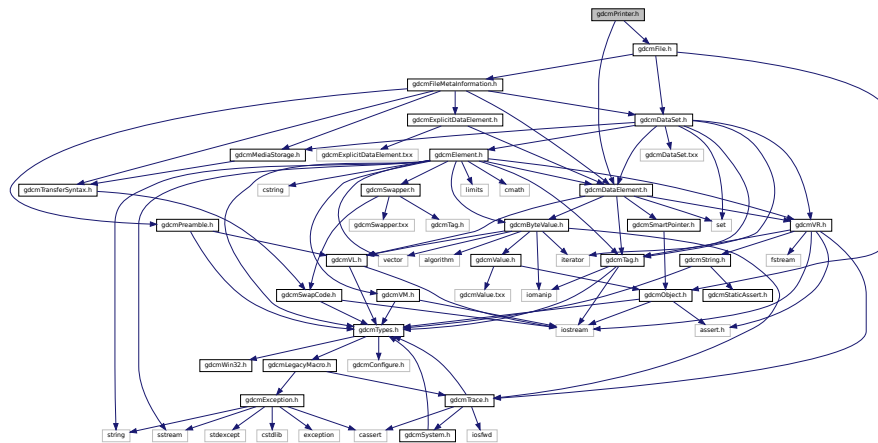 gdcmPrinter.h
gdcmFile.h
gdcmFileMetaInformation.h
gdcmExplicitDataElement.h
gdcmDataSet.h
gdcmMediaStorage.h
gdcmExplicitDataElement.txx
gdcmElement.h
gdcmDataSet.txx
gdcmTransferSyntax.h
cstring
gdcmSwapper.h
limits
cmath
gdcmDataElement.h
gdcmPreamble.h
gdcmSwapper.txx
gdcmTag.h
gdcmByteValue.h
gdcmSmartPointer.h
set
gdcmVR.h
gdcmVL.h
vector
algorithm
gdcmValue.h
iterator
gdcmTag.h
gdcmString.h
fstream
gdcmSwapCode.h
gdcmVM.h
gdcmValue.txx
iomanip
gdcmObject.h
gdcmStaticAssert.h
gdcmTypes.h
iostream
assert.h
gdcmWin32.h
gdcmLegacyMacro.h
gdcmConfigure.h
gdcmException.h
gdcmTrace.h
string
sstream
stdexcept
cstdlib
exception
cassert
gdcmSystem.h
iosfwd